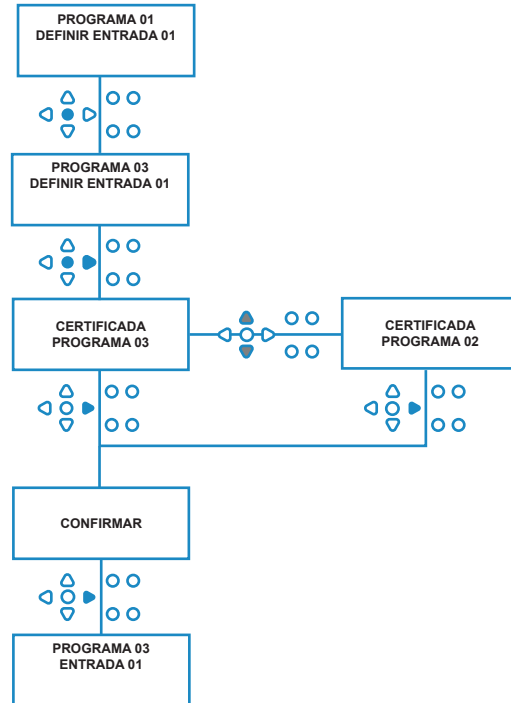 PROGRAMA 01
DEFINIR ENTRADA 01
PROGRAMA 03
DEFINIR ENTRADA 01
CERTIFICADA
PROGRAMA 03
CERTIFICADA
PROGRAMA 02
CONFIRMAR
PROGRAMA 03
ENTRADA 01